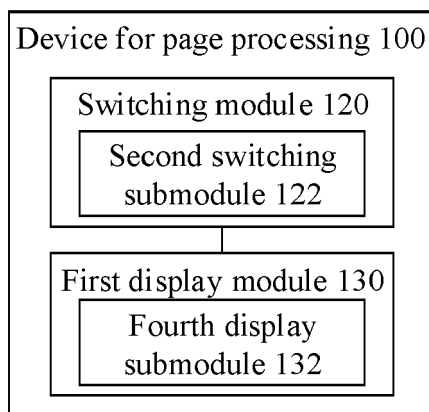 Device for page processing 100
Switching module 120
Second switching
submodule 122
First display module 130
Fourth display
submodule 132